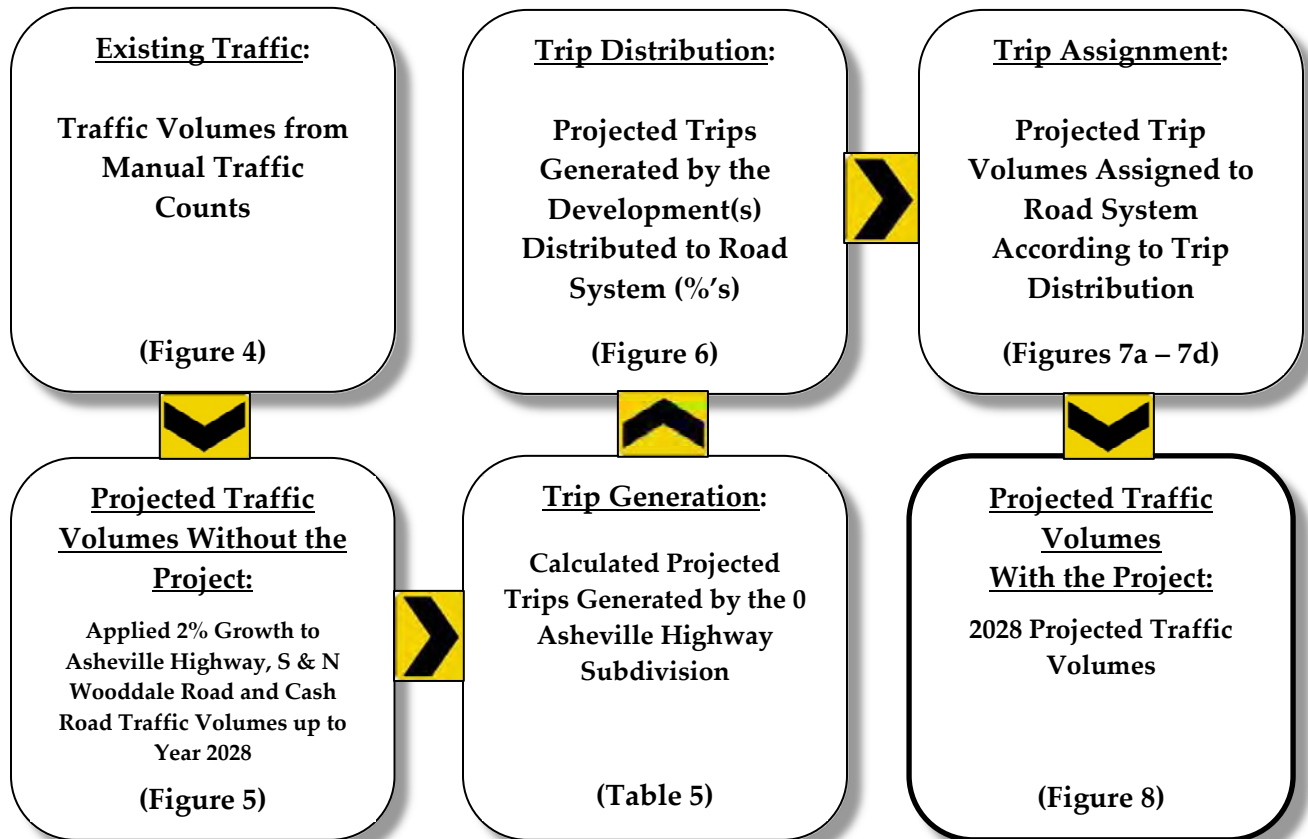 Existing Traffic:
Traffic Volumes from
Manual Traffic
Counts
(Figure 4)
Projected Traffic
Volumes Without the
Project:
Applied 2% Growth to
Asheville Highway, S & N
Wooddale Road and Cash
Road Traffic Volumes up to
Year 2028
(Figure 5)
Trip Generation:
Calculated Projected
Trips Generated by the 0
Asheville Highway
Subdivision
(Table 5)
Trip Distribution:
Projected Trips
Generated by the
Development(s)
Distributed to Road
System (%’s)
(Figure 6)
Trip Assignment:
Projected Trip
Volumes Assigned to
Road System
According to Trip
Distribution
(Figures 7a – 7d)
Projected Traffic
Volumes
With the Project:
2028 Projected Traffic
Volumes
(Figure 8)